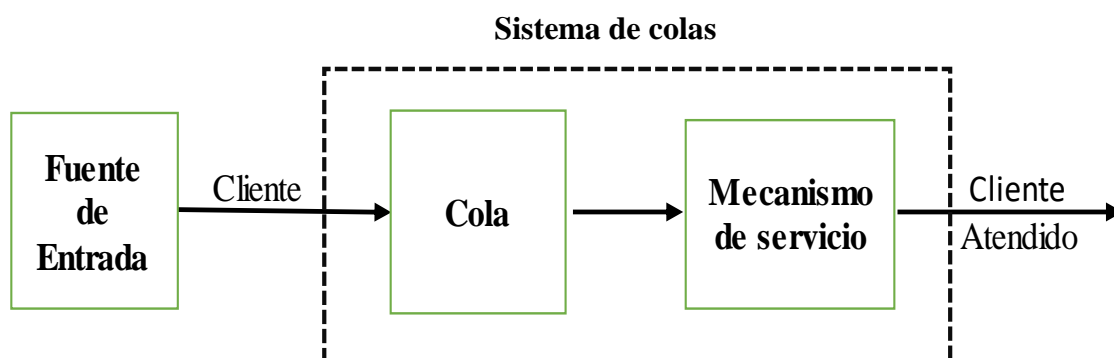 Sistema de colas
Fuente
de
Entrada
Cliente
Cola
Mecanismo
de servicio
Cliente
Atendido